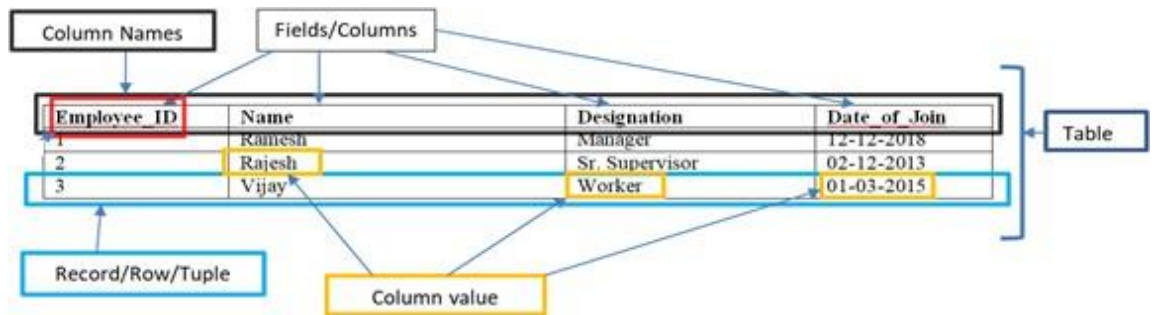 Column Names
Fields/Columns
Employee_ID Name Designation Date_of_Join
1 Ramesh Manager 12-12-2018
2 Rajesh Sr. Supervisor 02-12-2013
3 Vijay Worker 01-03-2015
Table
Record/Row/Tuple
Column value